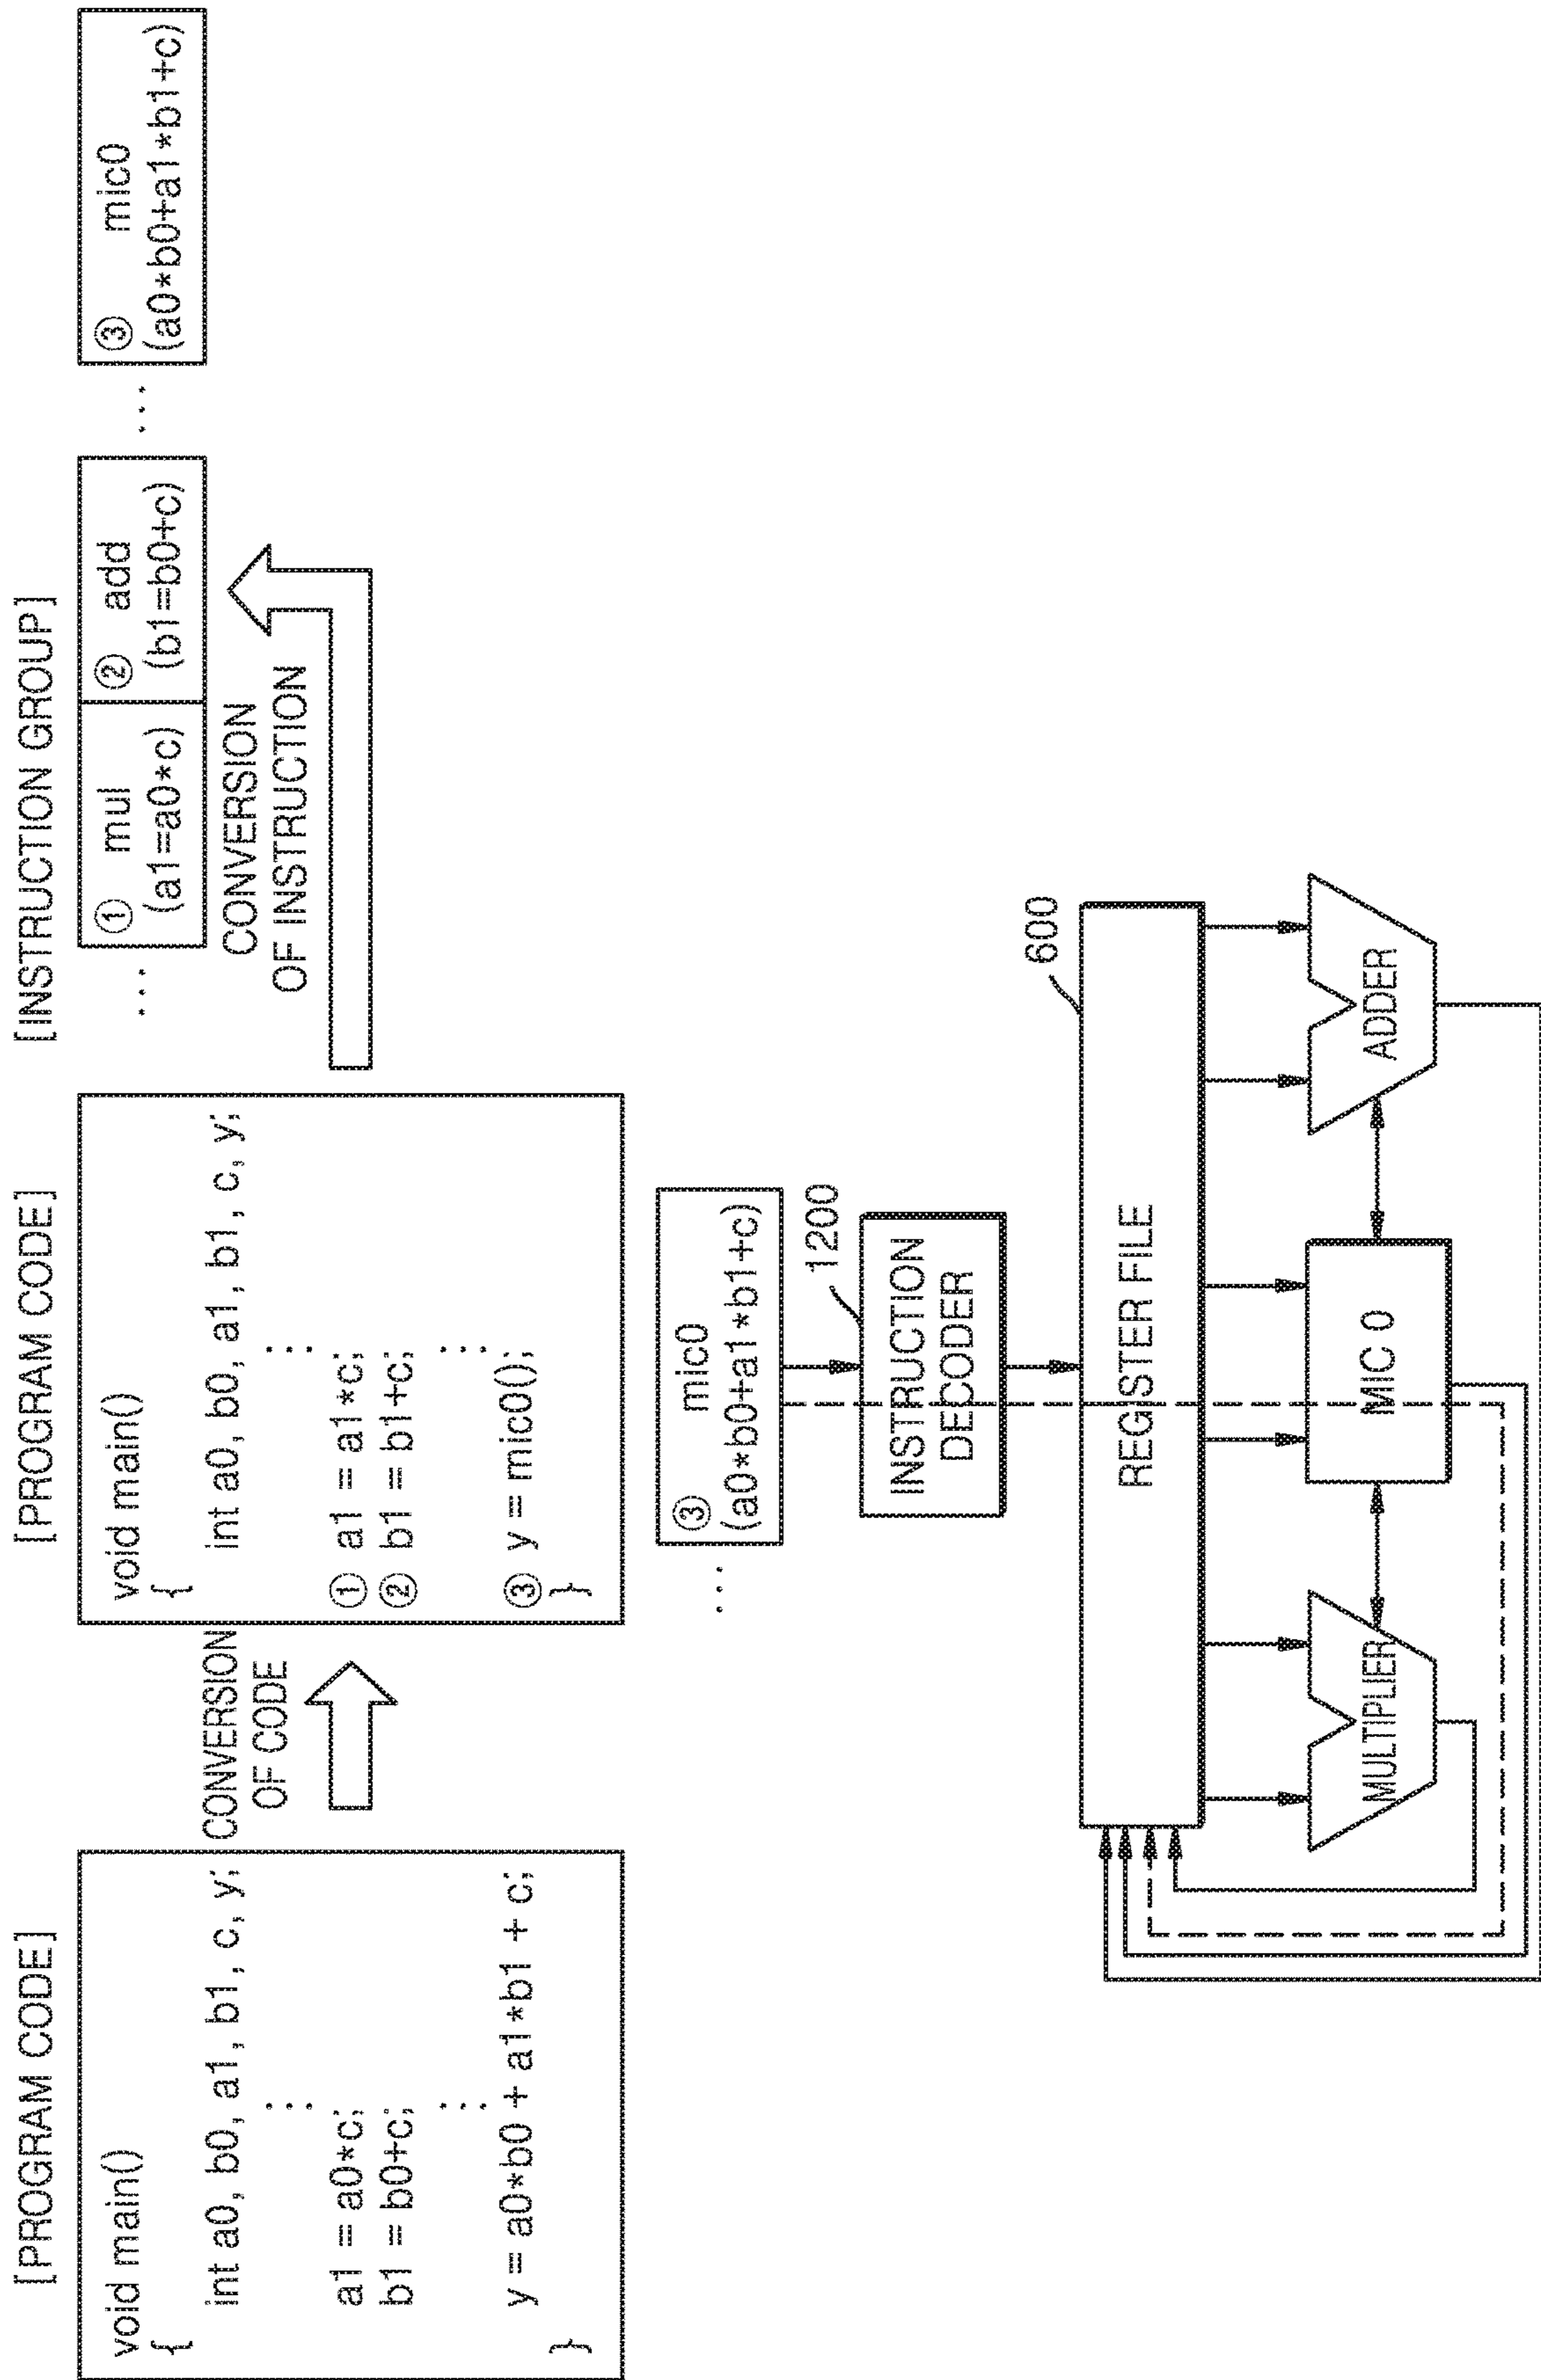 [PROGRAM CODE]
void main()
{
int a0, b0, a1, b1, c, y;
⋮
a1 = a0*c;
b1 = b0+c;
⋮
y = a0*b0 + a1*b1 + c;
}
CONVERSION
OF CODE
[PROGRAM CODE]
void main()
{
int a0, b0, a1, b1, c, y;
⋮
① a1 = a1*c;
② b1 = b1+c;
⋮
③ y = mic0();
}
CONVERSION
OF INSTRUCTION
[INSTRUCTION GROUP]
...
① mul
(a1=a0*c)
② add
(b1=b0+c)
...
③ mic0
(a0*b0+a1*b1+c)
...
③ mic0
(a0*b0+a1*b1+c)
1200
INSTRUCTION
DECODER
600
REGISTER FILE
MULTIPLIER
MIC 0
ADDER